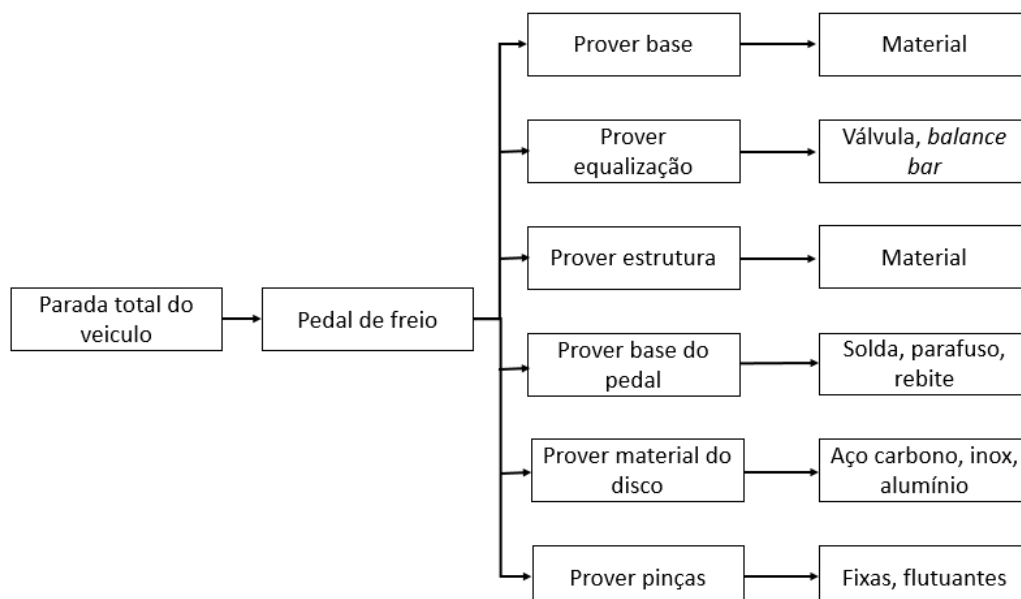 Prover base
Material
Prover
equalização
Válvula, balance
bar
Prover estrutura
Material
Parada total do
veiculo
Pedal de freio
Prover base do
pedal
Solda, parafuso,
rebite
Prover material do
disco
Aço carbono, inox,
alumínio
Prover pinças
Fixas, flutuantes